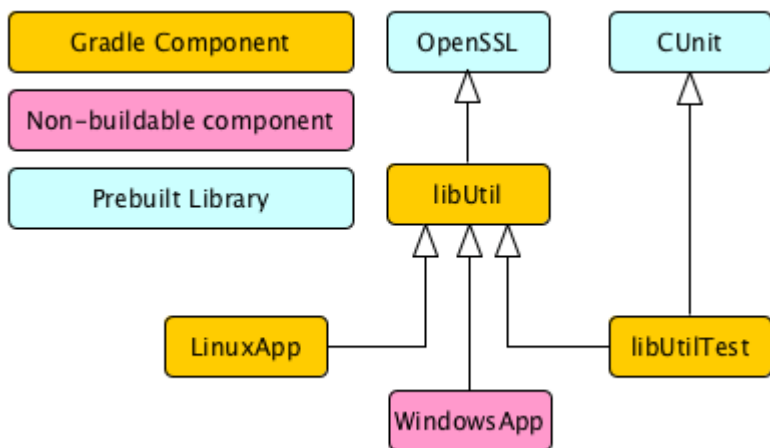 Gradle Component
OpenSSL
CUnit
Non-buildable component
Prebuilt Library
libUtil
LinuxApp
libUtilTest
WindowsApp